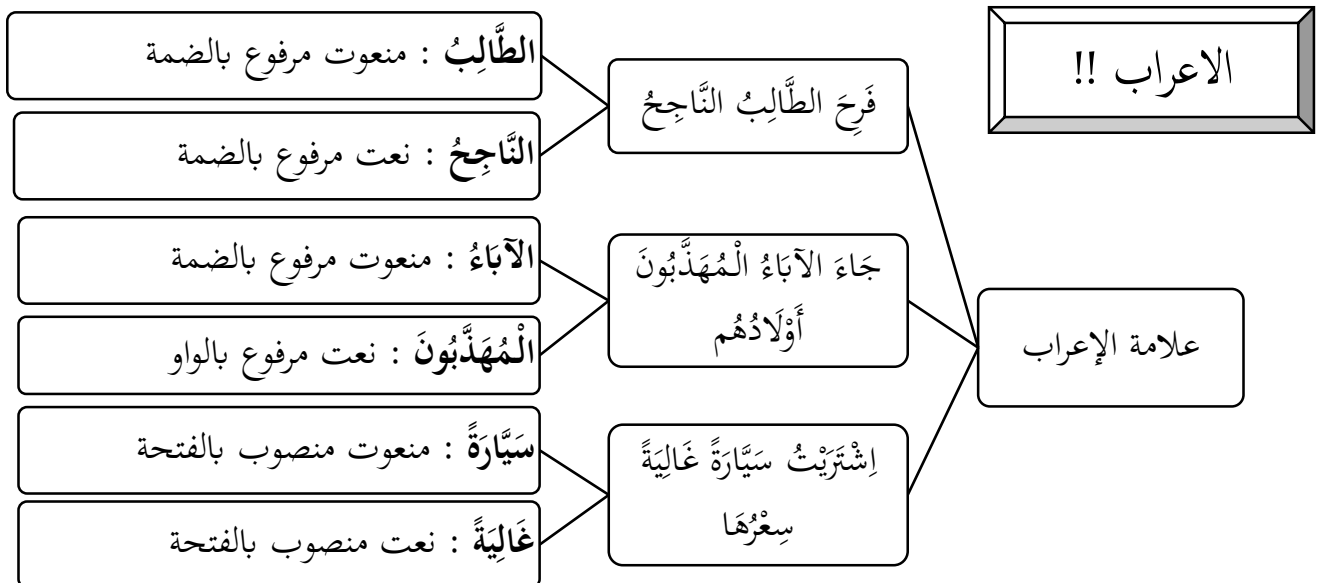 الاعراب !!
علامة الإعراب
فَرِحَ الطَّالِبُ النَّاجِحُ
الطَّالِبُ : منعوت مرفوع بالضمة
النَّاجِحُ : نعت مرفوع بالضمة
جَاءَ الآبَاءُ الْمُهَذَّبُونَ
أَوْلَادُهُم
الآبَاءُ : منعوت مرفوع بالضمة
الْمُهَذَّبُونَ : نعت مرفوع بالواو
اِشْتَرَيْتُ سَيَّارَةً غَالِيَةً
سِعْرُهَا
سَيَّارَةً : منعوت منصوب بالفتحة
غَالِيَةً : نعت منصوب بالفتحة